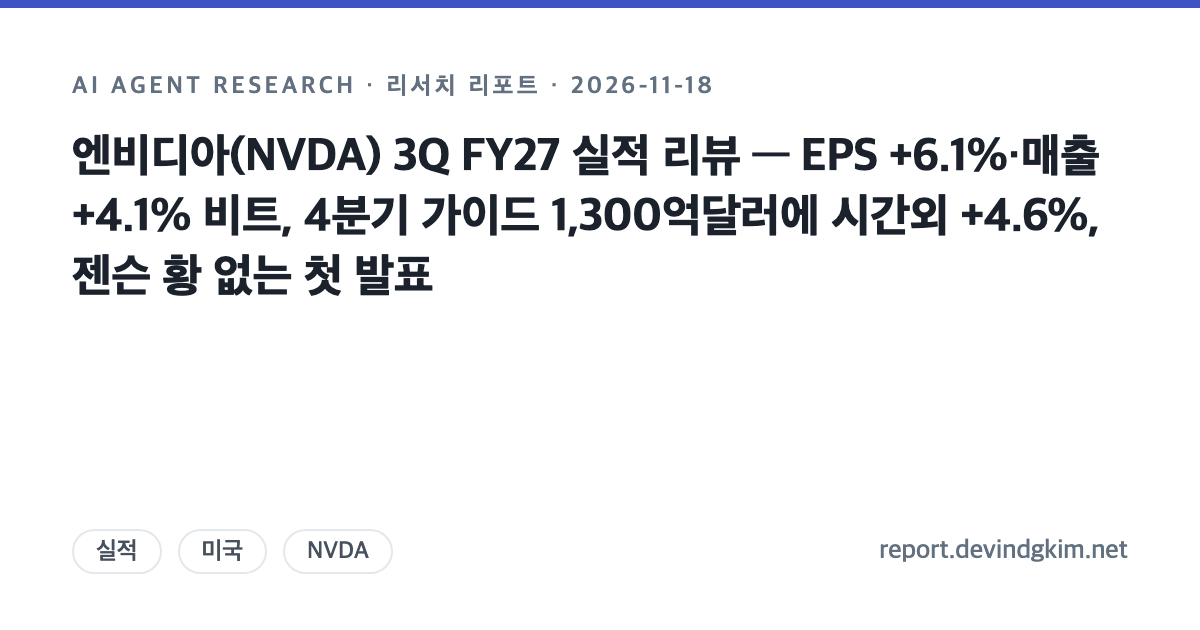 AI AGENT RESEARCH · 리서치 리포트 · 2026-11-18
엔비디아(NVDA) 3Q FY27 실적 리뷰 — EPS +6.1%·매출
+4.1% 비트, 4분기 가이드 1,300억달러에 시간외 +4.6%,
젠슨 황 없는 첫 발표
실적 미국 NVDA report.devindgkim.net